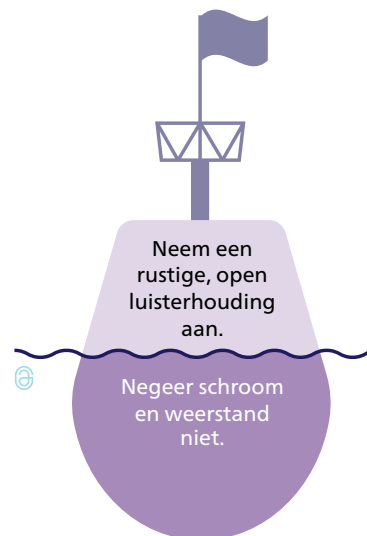 Neem een
rustige, open
luisterhouding
aan.
Negeer schroom
en weerstand
niet.